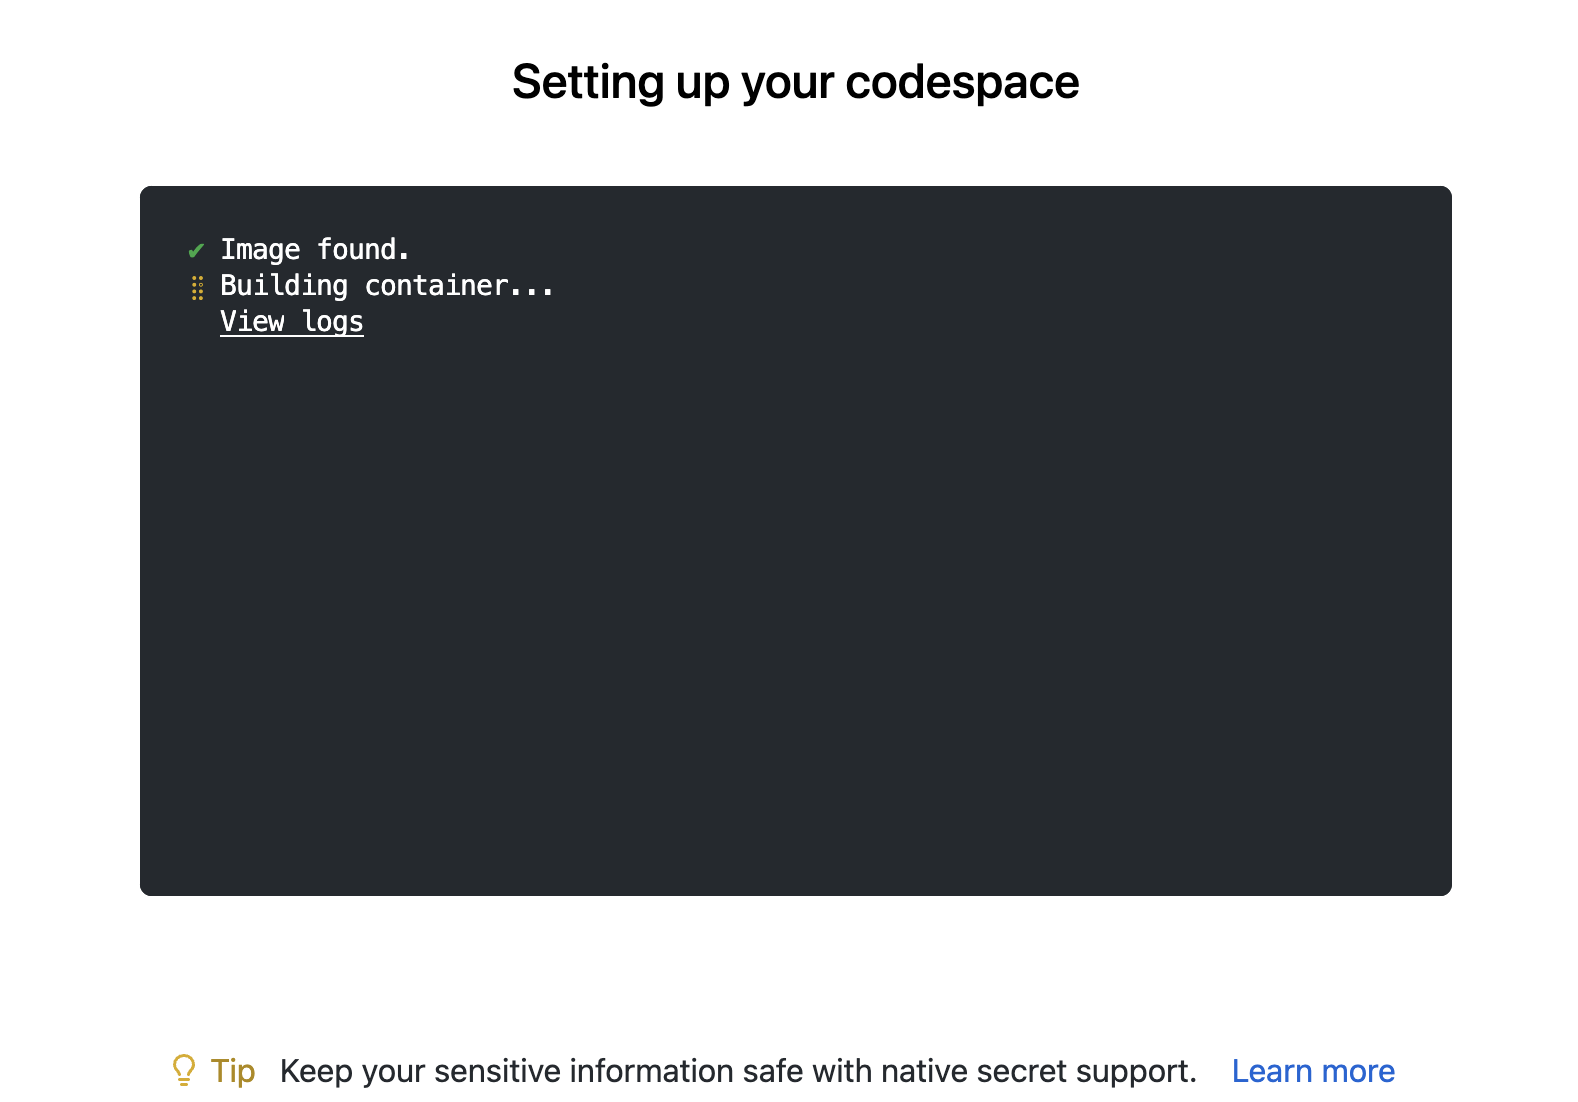 Setting up your codespace
✔ Image found.
⣿ Building container...
View logs
Tip Keep your sensitive information safe with native secret support. Learn more